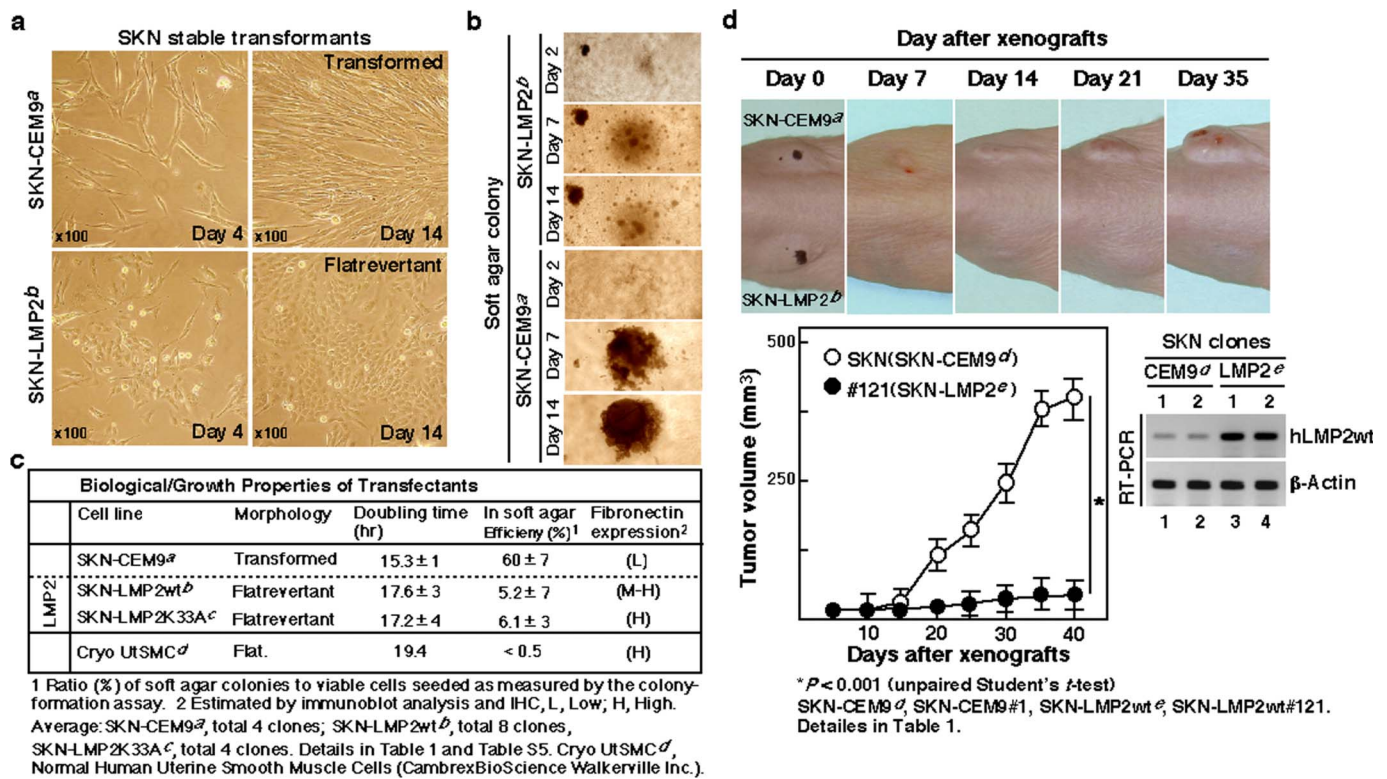 a
SKN stable transformants
SKN-CEM9a
Transformed
x100
Day 4
x100
Day 14
SKN-LMP2b
Flatrevertant
x100
Day 4
x100
Day 14
b
Soft agar colony
SKN-LMP2b
Day 2
Day 7
Day 14
SKN-CEM9a
Day 2
Day 7
Day 14
c
Biological/Growth Properties of Transfectants
Cell line Morphology Doubling time (hr) In soft agar Efficieny (%)1 Fibronectin expression2
SKN-CEM9a Transformed 15.3 ± 1 60 ± 7 (L)
LMP2
SKN-LMP2wtb Flatrevertant 17.6 ± 3 5.2 ± 7 (M-H)
SKN-LMP2K33Ac Flatrevertant 17.2 ± 4 6.1 ± 3 (H)
Cryo UtSMCd Flat. 19.4 < 0.5 (H)
1 Ratio (%) of soft agar colonies to viable cells seeded as measured by the colony-
formation assay. 2 Estimated by immunoblot analysis and IHC, L, Low; H, High.
Average: SKN-CEM9a, total 4 clones; SKN-LMP2wtb, total 8 clones,
SKN-LMP2K33Ac, total 4 clones. Details in Table 1 and Table S5. Cryo UtSMCd,
Normal Human Uterine Smooth Muscle Cells (CambrexBioScience Walkerville Inc.).
d
Day after xenografts
Day 0 Day 7 Day 14 Day 21 Day 35
SKN-CEM9a
SKN-LMP2b
Tumor volume (mm3)
500
250
SKN(SKN-CEM9d)
#121(SKN-LMP2e)
*
10 20 30 40
Days after xenografts
SKN clones
CEM9d LMP2e
1 2 1 2
RT-PCR
hLMP2wt
β-Actin
1 2 3 4
*P < 0.001 (unpaired Student's t-test)
SKN-CEM9d, SKN-CEM9#1, SKN-LMP2wte, SKN-LMP2wt#121.
Detailes in Table 1.